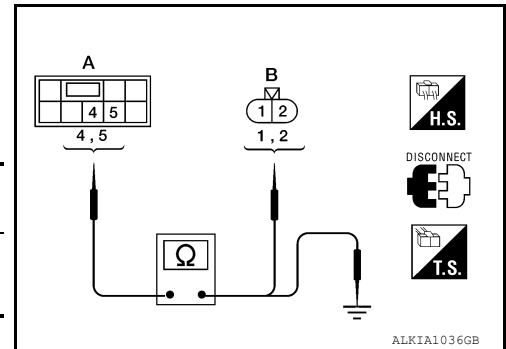 A
B
4 5
1 2
4 , 5
1 , 2
H.S.
DISCONNECT
T.S.
Ω
ALKIA1036GB